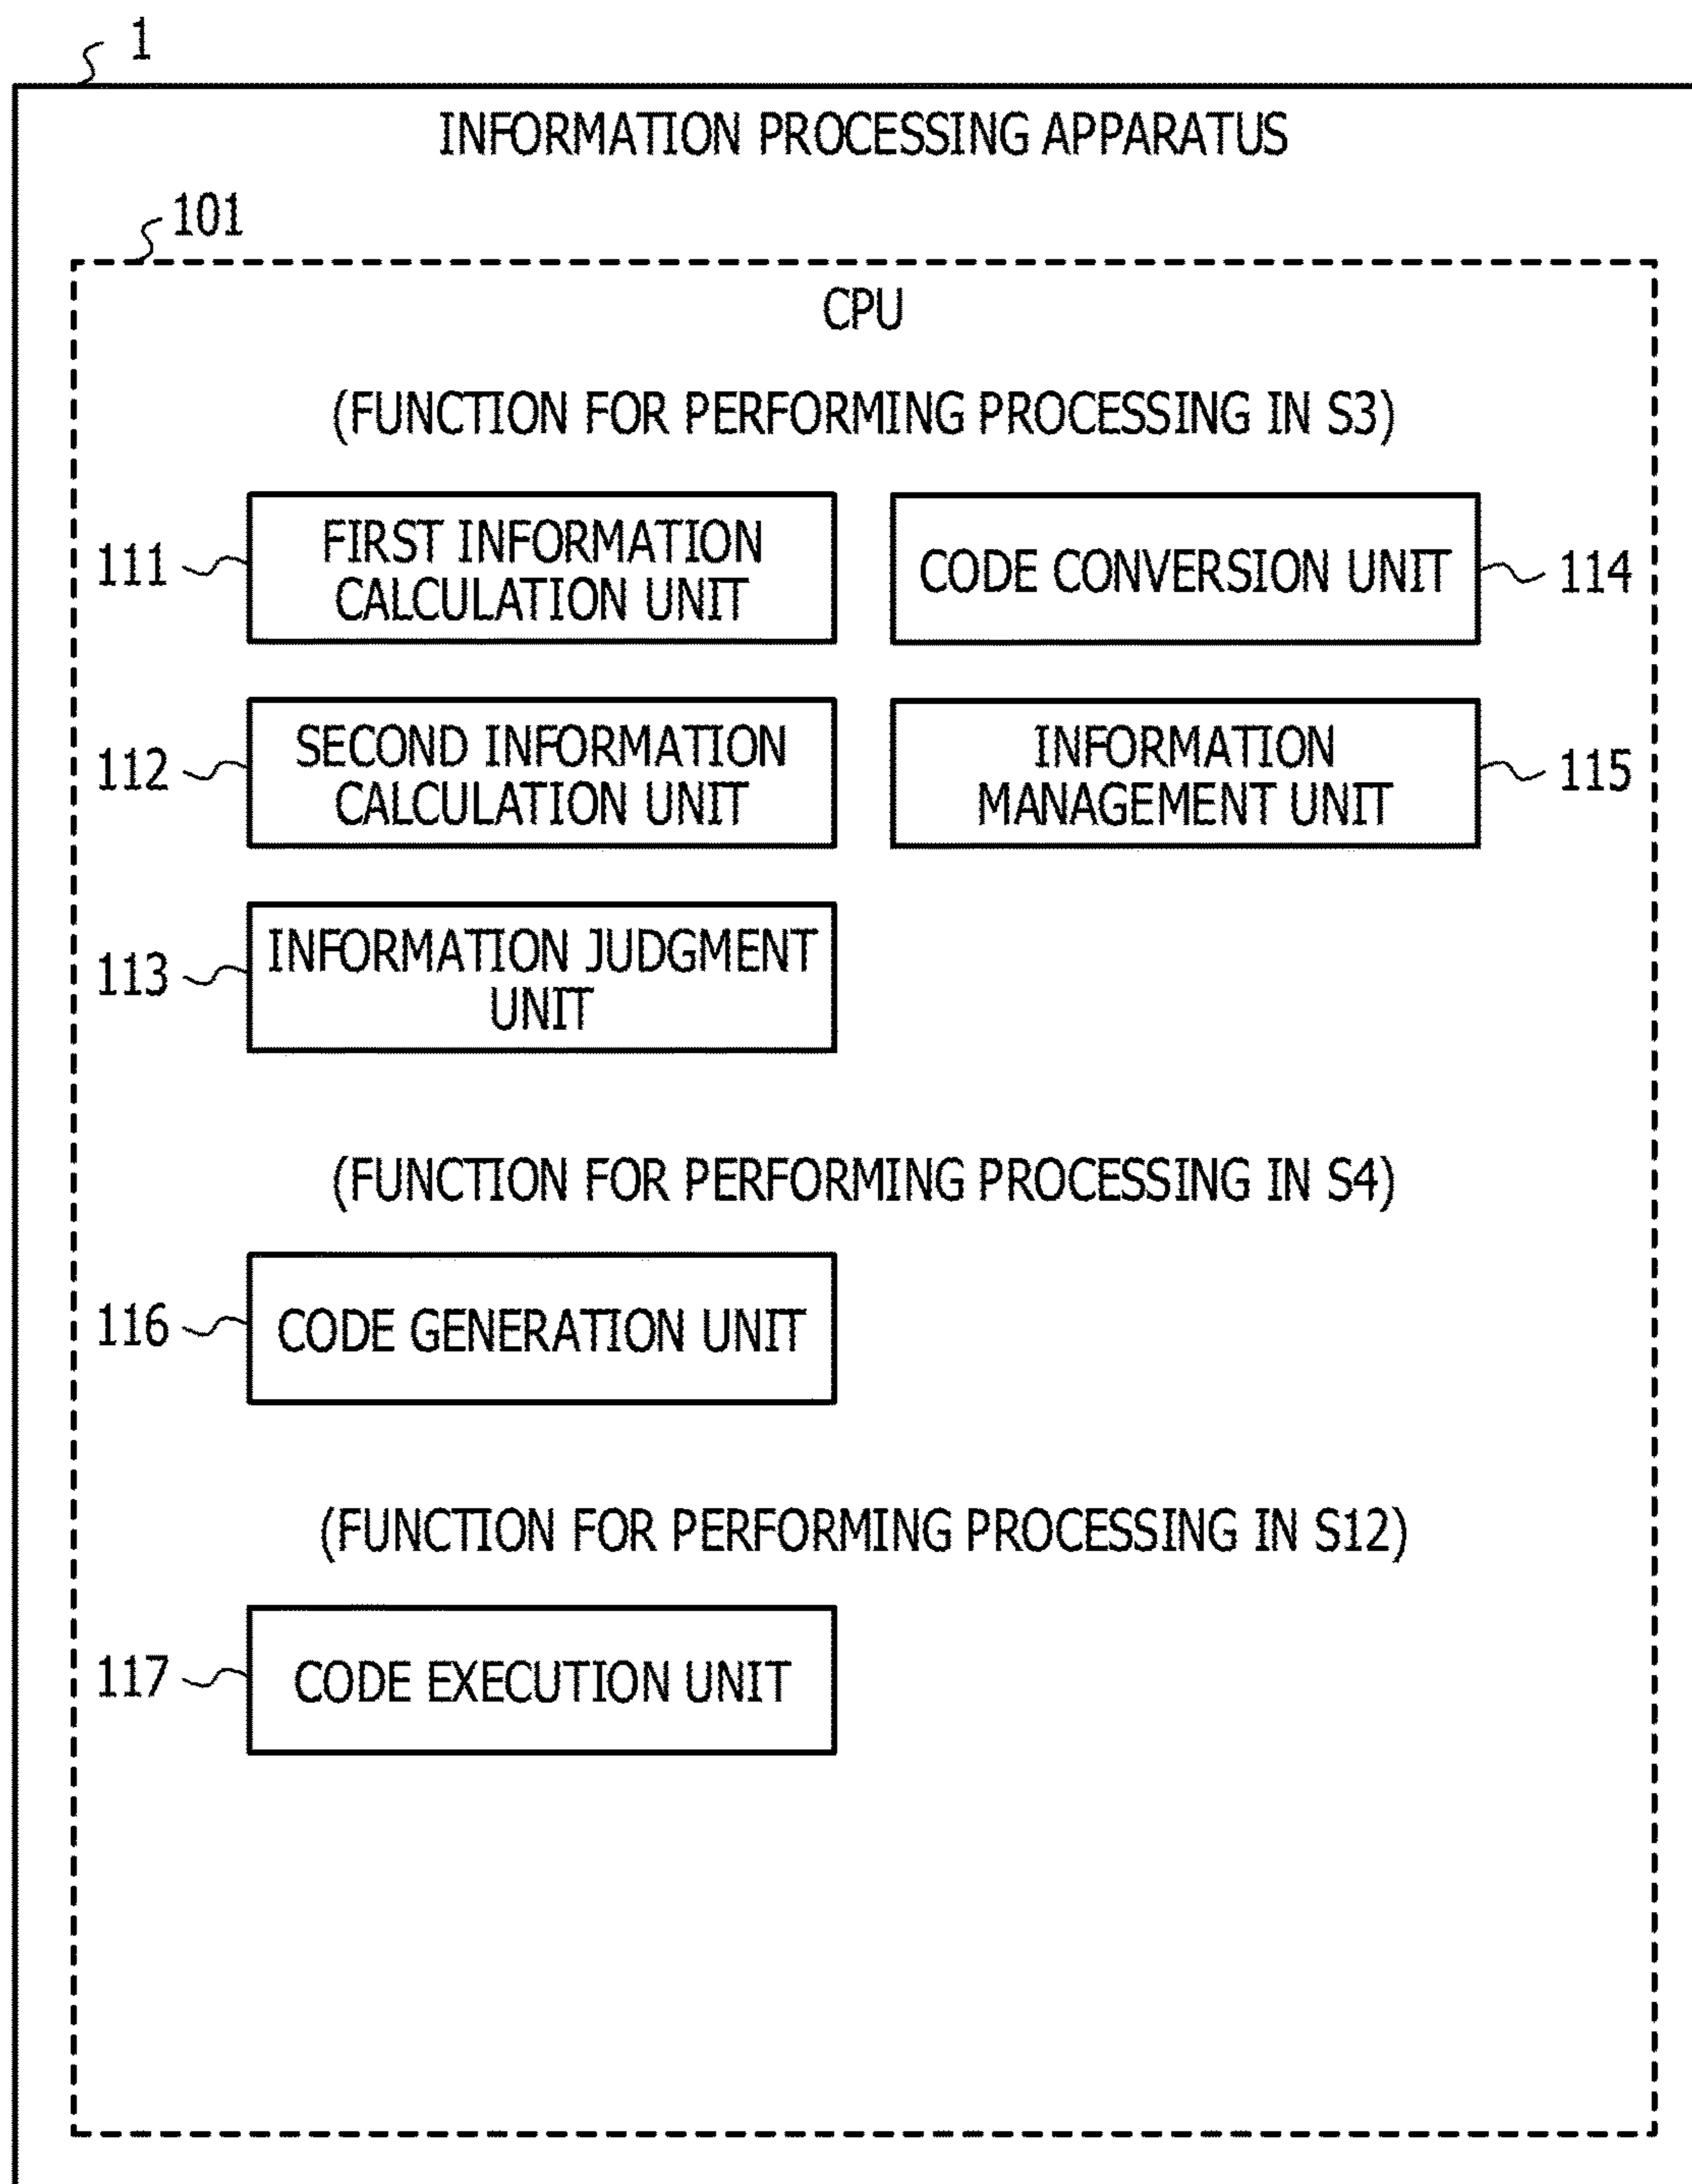 1
INFORMATION PROCESSING APPARATUS
101
CPU
(FUNCTION FOR PERFORMING PROCESSING IN S3)
111
FIRST INFORMATION
CALCULATION UNIT
CODE CONVERSION UNIT
114
112
SECOND INFORMATION
CALCULATION UNIT
INFORMATION
MANAGEMENT UNIT
115
113
INFORMATION JUDGMENT
UNIT
(FUNCTION FOR PERFORMING PROCESSING IN S4)
116
CODE GENERATION UNIT
(FUNCTION FOR PERFORMING PROCESSING IN S12)
117
CODE EXECUTION UNIT